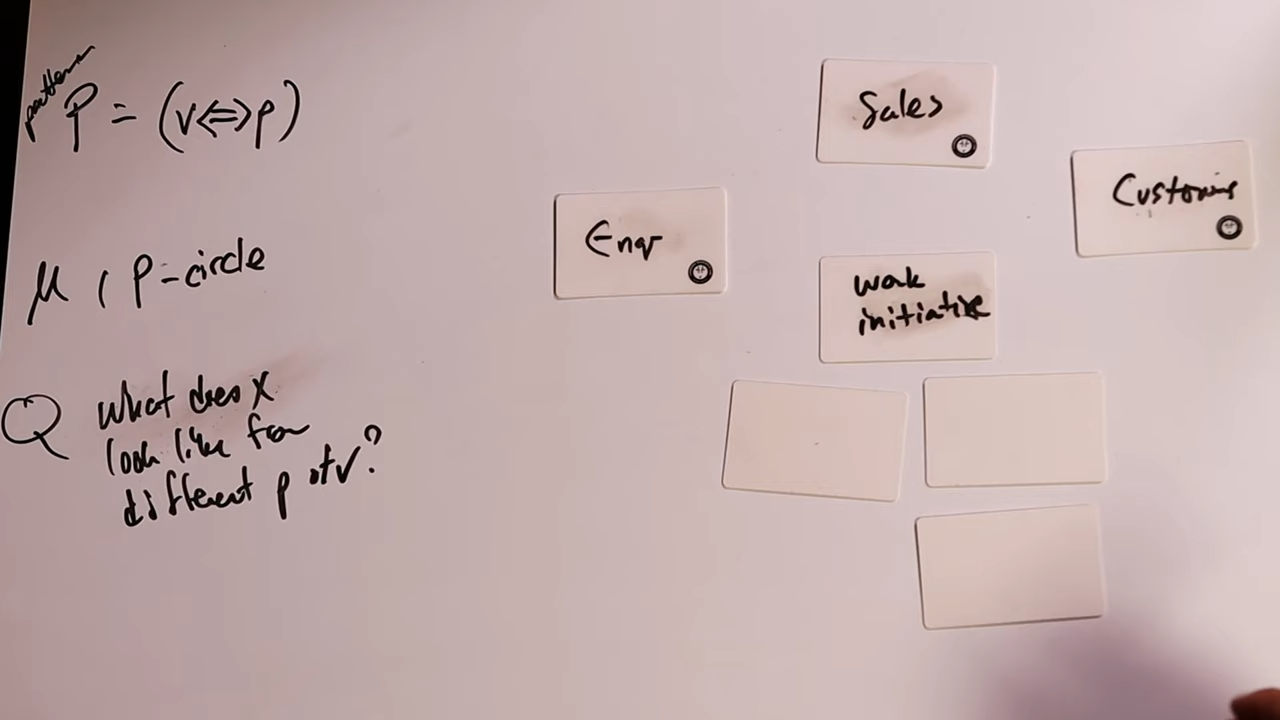 pattern
P = (v⇔p)
M, P-circle
Q What does X
look like from
different p of v?
Sales
Customers
Engr
work
initiative